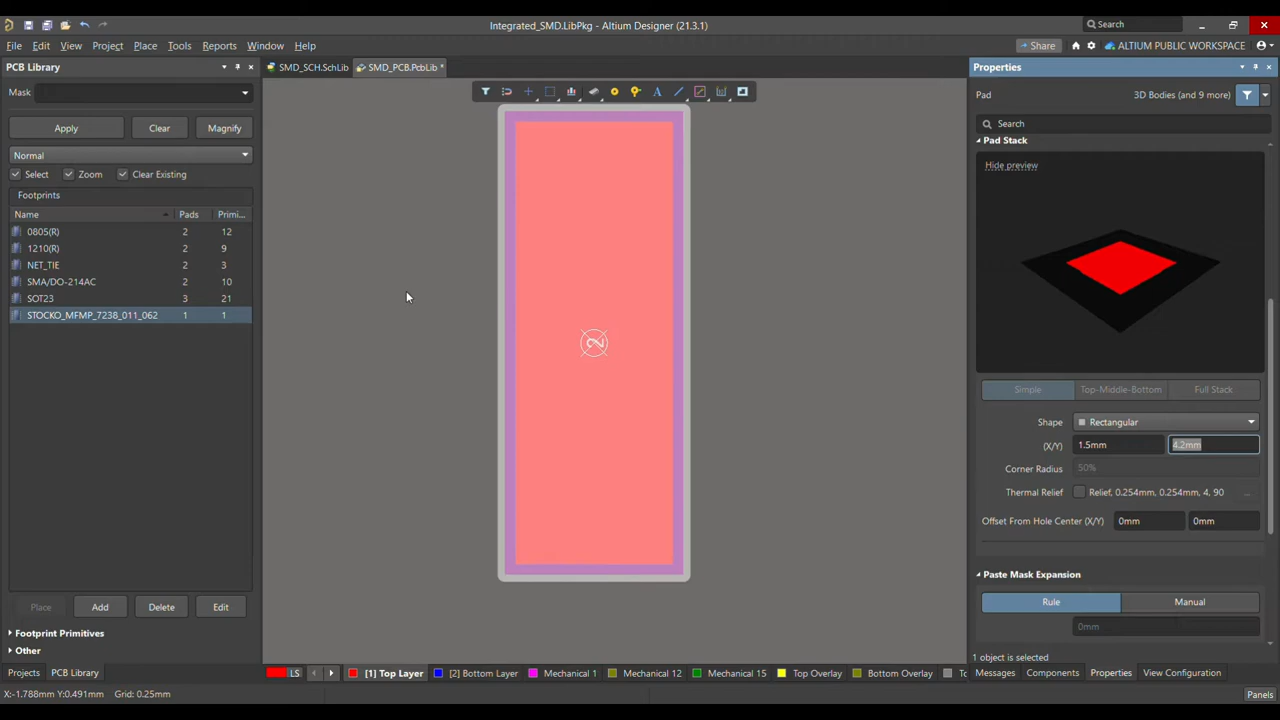 Integrated_SMD.LibPkg - Altium Designer (21.3.1)
Search
File Edit View Project Place Tools Reports Window Help
Share
ALTIUM PUBLIC WORKSPACE
PCB Library
SMD_SCH.SchLib
SMD_PCB.PcbLib *
Properties
Mask
Pad
3D Bodies (and 9 more)
Apply
Clear
Magnify
Search
Pad Stack
Normal
Hide preview
Select
Zoom
Clear Existing
Footprints
Name Pads Primi...
0805(R) 2 12
1210(R) 2 9
NET_TIE 2 3
SMA/DO-214AC 2 10
SOT23 3 21
STOCKO_MFMP_7238_011_062 1 1
2
Simple Top-Middle-Bottom Full Stack
Shape Rectangular
(X/Y) 1.5mm 4.2mm
Corner Radius 50%
Thermal Relief Relief, 0.254mm, 0.254mm, 4, 90 ...
Offset From Hole Center (X/Y) 0mm 0mm
Paste Mask Expansion
Rule Manual
0mm
Place Add Delete Edit
Footprint Primitives
Other
1 object is selected
Projects PCB Library
LS [1] Top Layer [2] Bottom Layer Mechanical 1 Mechanical 12 Mechanical 15 Top Overlay Bottom Overlay To
Messages Components Properties View Configuration
X:-1.788mm Y:0.491mm Grid: 0.25mm
Panels